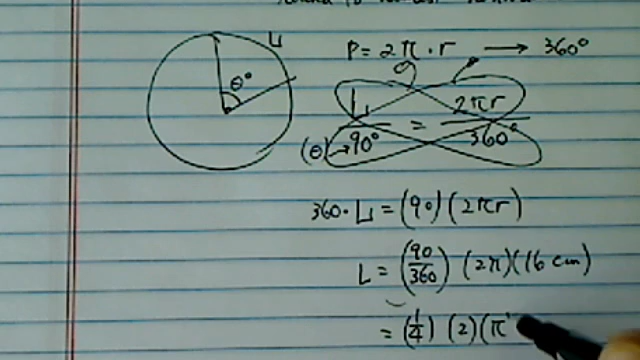 P = 2π · r → 360°
L
θ°
L / 90° = 2πr / 360°
(θ) →
360 · L = (90) (2πr)
L = (90/360) (2π) (16 cm)
= (1/4) (2) (π